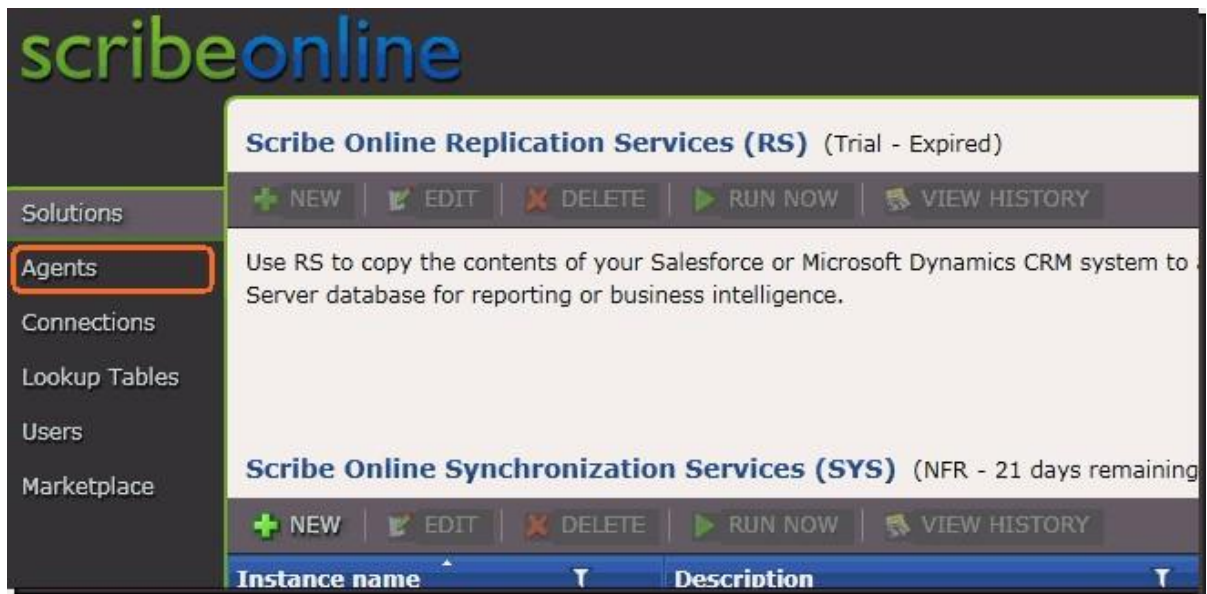 scribeonline
Scribe Online Replication Services (RS) (Trial - Expired)
NEW EDIT DELETE RUN NOW VIEW HISTORY
Solutions
Agents
Connections
Lookup Tables
Users
Marketplace
Use RS to copy the contents of your Salesforce or Microsoft Dynamics CRM system to
Server database for reporting or business intelligence.
Scribe Online Synchronization Services (SYS) (NFR - 21 days remaining
NEW EDIT DELETE RUN NOW VIEW HISTORY
Instance name Description